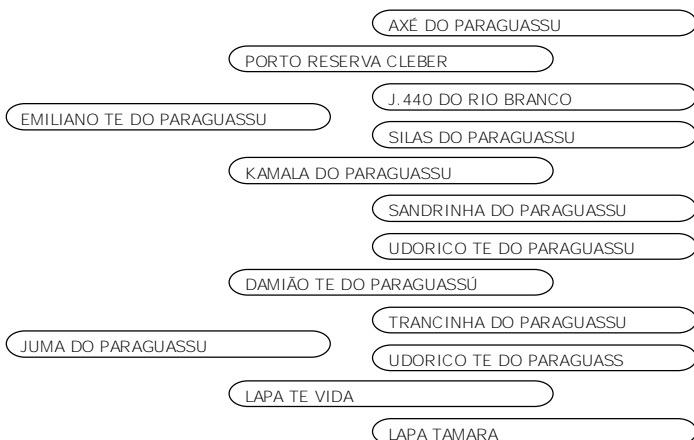 AXÉ DO PARAGUASSU
PORTO RESERVA CLEBER
J.440 DO RIO BRANCO
EMILIANO TE DO PARAGUASSU
SILAS DO PARAGUASSU
KAMALA DO PARAGUASSU
SANDRINHA DO PARAGUASSU
UDORICO TE DO PARAGUASSU
DAMIÃO TE DO PARAGUASSÚ
TRANCINHA DO PARAGUASSU
JUMA DO PARAGUASSU
UDORICO TE DO PARAGUASS
LAPA TE VIDA
LAPA TAMARA